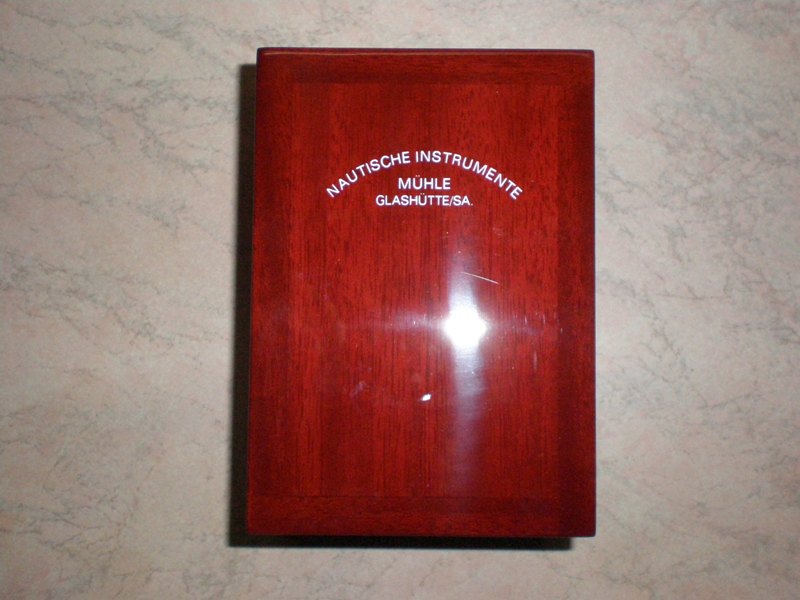 NAUTISCHE INSTRUMENTE
MÜHLE
GLASHÜTTE/SA.